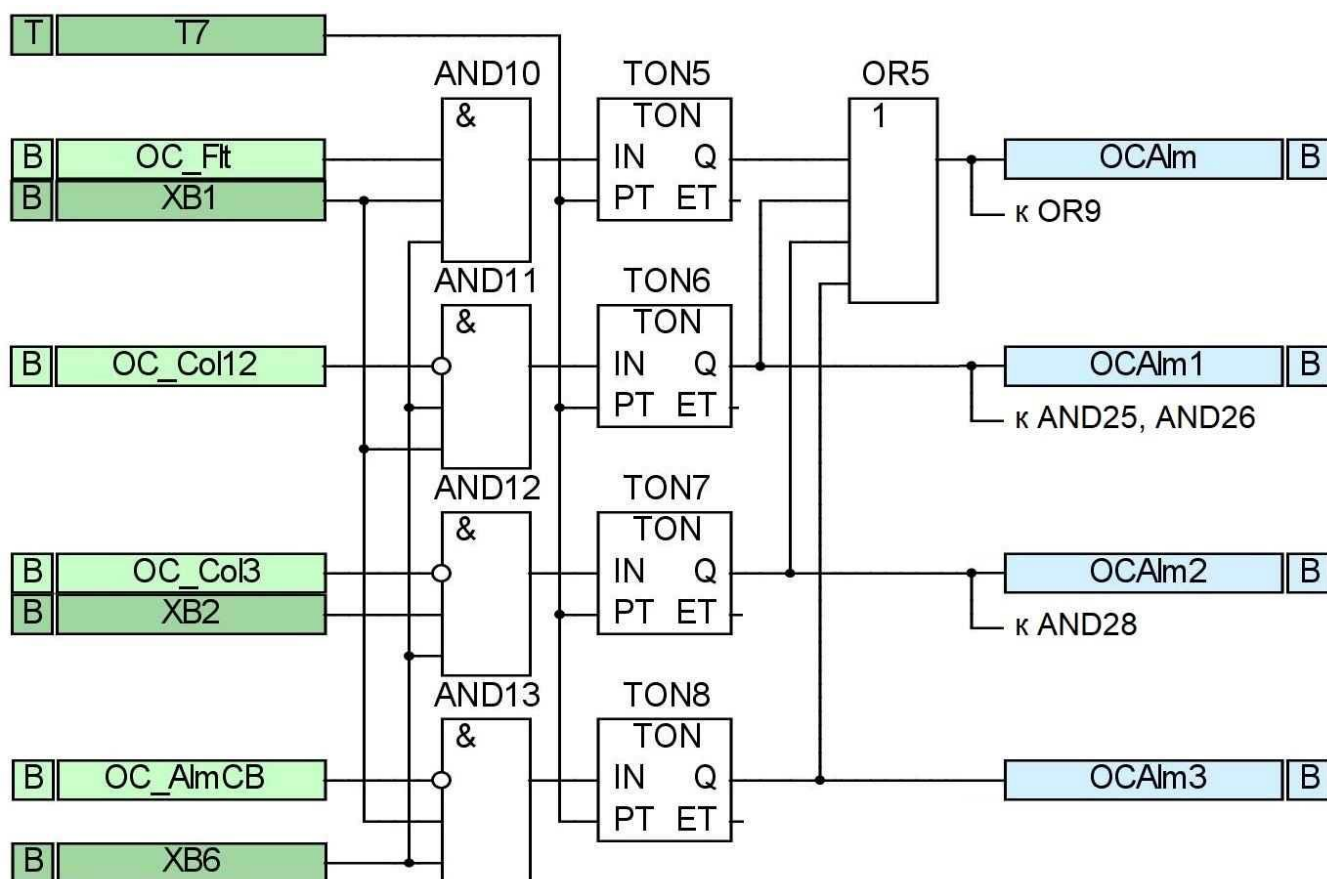 T T7
AND10 TON5 OR5
& TON 1
B OC_Flt IN Q OCAlm B
B XB1 PT ET к OR9
AND11 TON6
& TON
B OC_Col12 IN Q OCAlm1 B
PT ET к AND25, AND26
AND12 TON7
& TON
B OC_Col3 IN Q OCAlm2 B
B XB2 PT ET к AND28
AND13 TON8
& TON
B OC_AlmCB IN Q OCAlm3 B
PT ET
B XB6